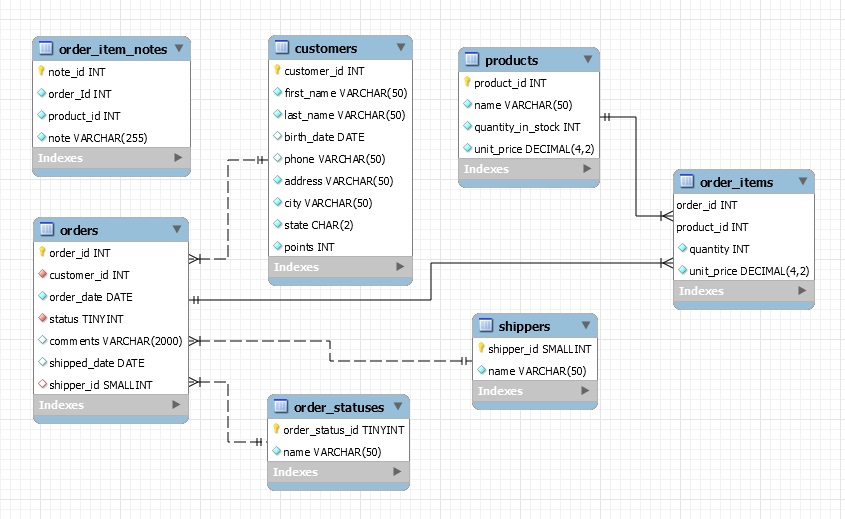 order_item_notes
note_id INT
order_Id INT
product_id INT
note VARCHAR(255)
Indexes
customers
customer_id INT
first_name VARCHAR(50)
last_name VARCHAR(50)
birth_date DATE
phone VARCHAR(50)
address VARCHAR(50)
city VARCHAR(50)
state CHAR(2)
points INT
Indexes
products
product_id INT
name VARCHAR(50)
quantity_in_stock INT
unit_price DECIMAL(4,2)
Indexes
order_items
order_id INT
product_id INT
quantity INT
unit_price DECIMAL(4,2)
Indexes
orders
order_id INT
customer_id INT
order_date DATE
status TINYINT
comments VARCHAR(2000)
shipped_date DATE
shipper_id SMALLINT
Indexes
shippers
shipper_id SMALLINT
name VARCHAR(50)
Indexes
order_statuses
order_status_id TINYINT
name VARCHAR(50)
Indexes